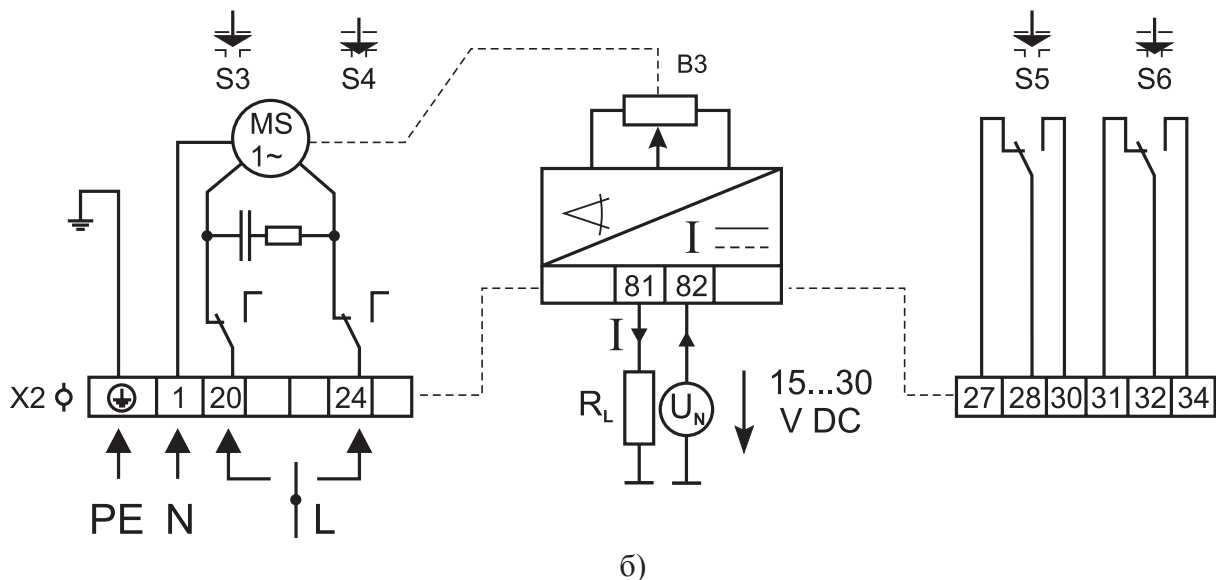 S3 S4 B3 S5 S6
MS
1~
I
81 82
I
X2 1 20 24
R_L U_N 15...30
V DC
27 28 30 31 32 34
PE N L
б)